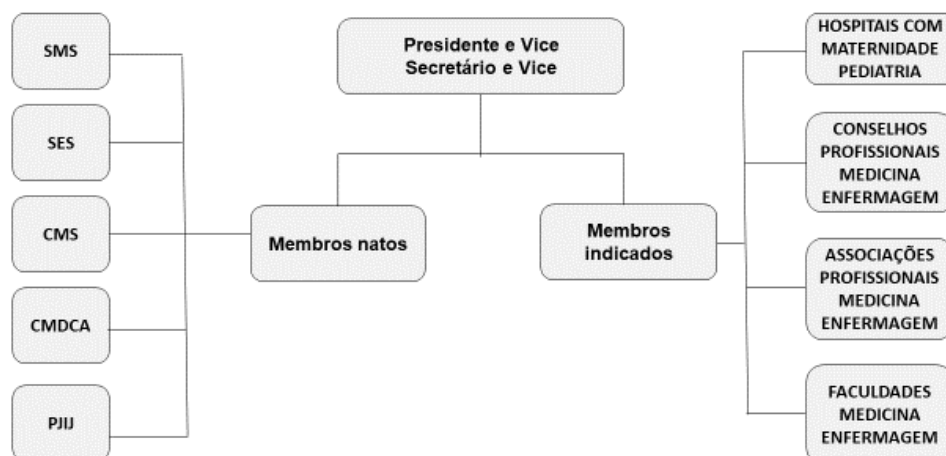 Presidente e Vice
Secretário e Vice
Membros natos
SMS
SES
CMS
CMDCA
PJIJ
Membros
indicados
HOSPITAIS COM
MATERNIDADE
PEDIATRIA
CONSELHOS
PROFISSIONAIS
MEDICINA
ENFERMAGEM
ASSOCIAÇÕES
PROFISSIONAIS
MEDICINA
ENFERMAGEM
FACULDADES
MEDICINA
ENFERMAGEM